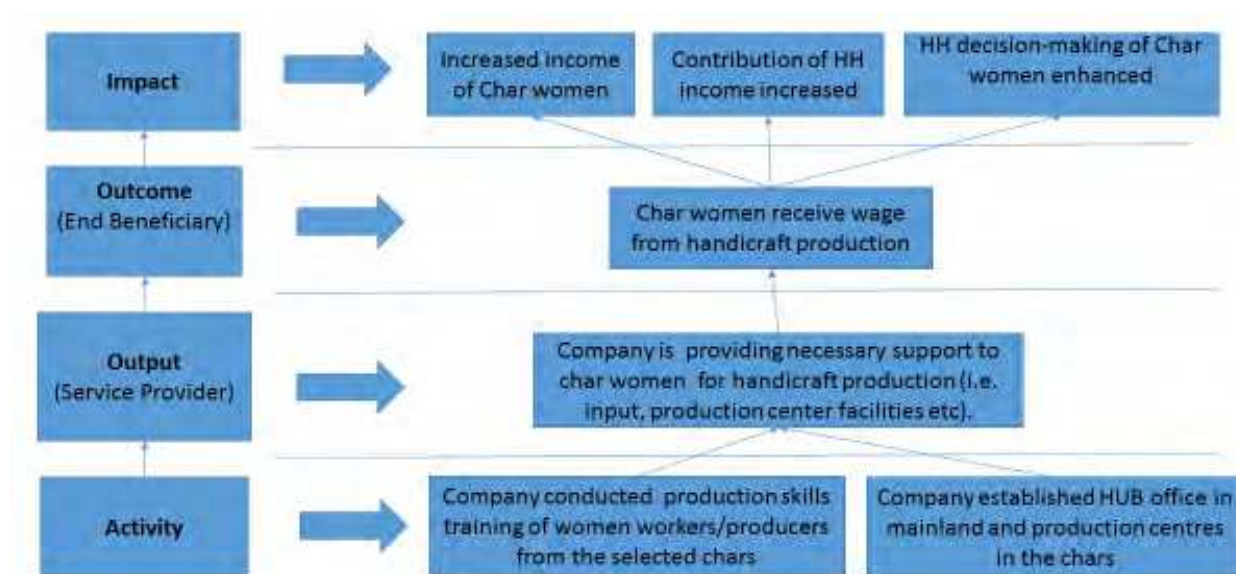 Impact
Increased income
of Char women
Contribution of HH
income increased
HH decision-making of Char
women enhanced
Outcome
(End Beneficiary)
Char women receive wage
from handicraft production
Output
(Service Provider)
Company is providing necessary support to
char women for handicraft production (I.e.
input, production center facilities etc).
Activity
Company conducted production skills
training of women workers/producers
from the selected chars
Company established HUB office in
mainland and production centres
in the chars